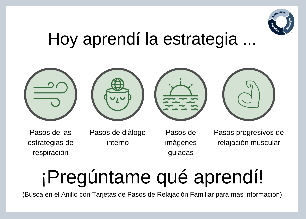 Hoy aprendí la estrategia ...
Pasos de las
estrategias de
respiración
Pasos de diálogo
interno
Pasos de
imágenes
guiadas
Pasos progresivos de
relajación muscular
¡Pregúntame qué aprendí!
(Busca en el Anillo con Tarjetas de Pasos de Relajación Familiar para más información)